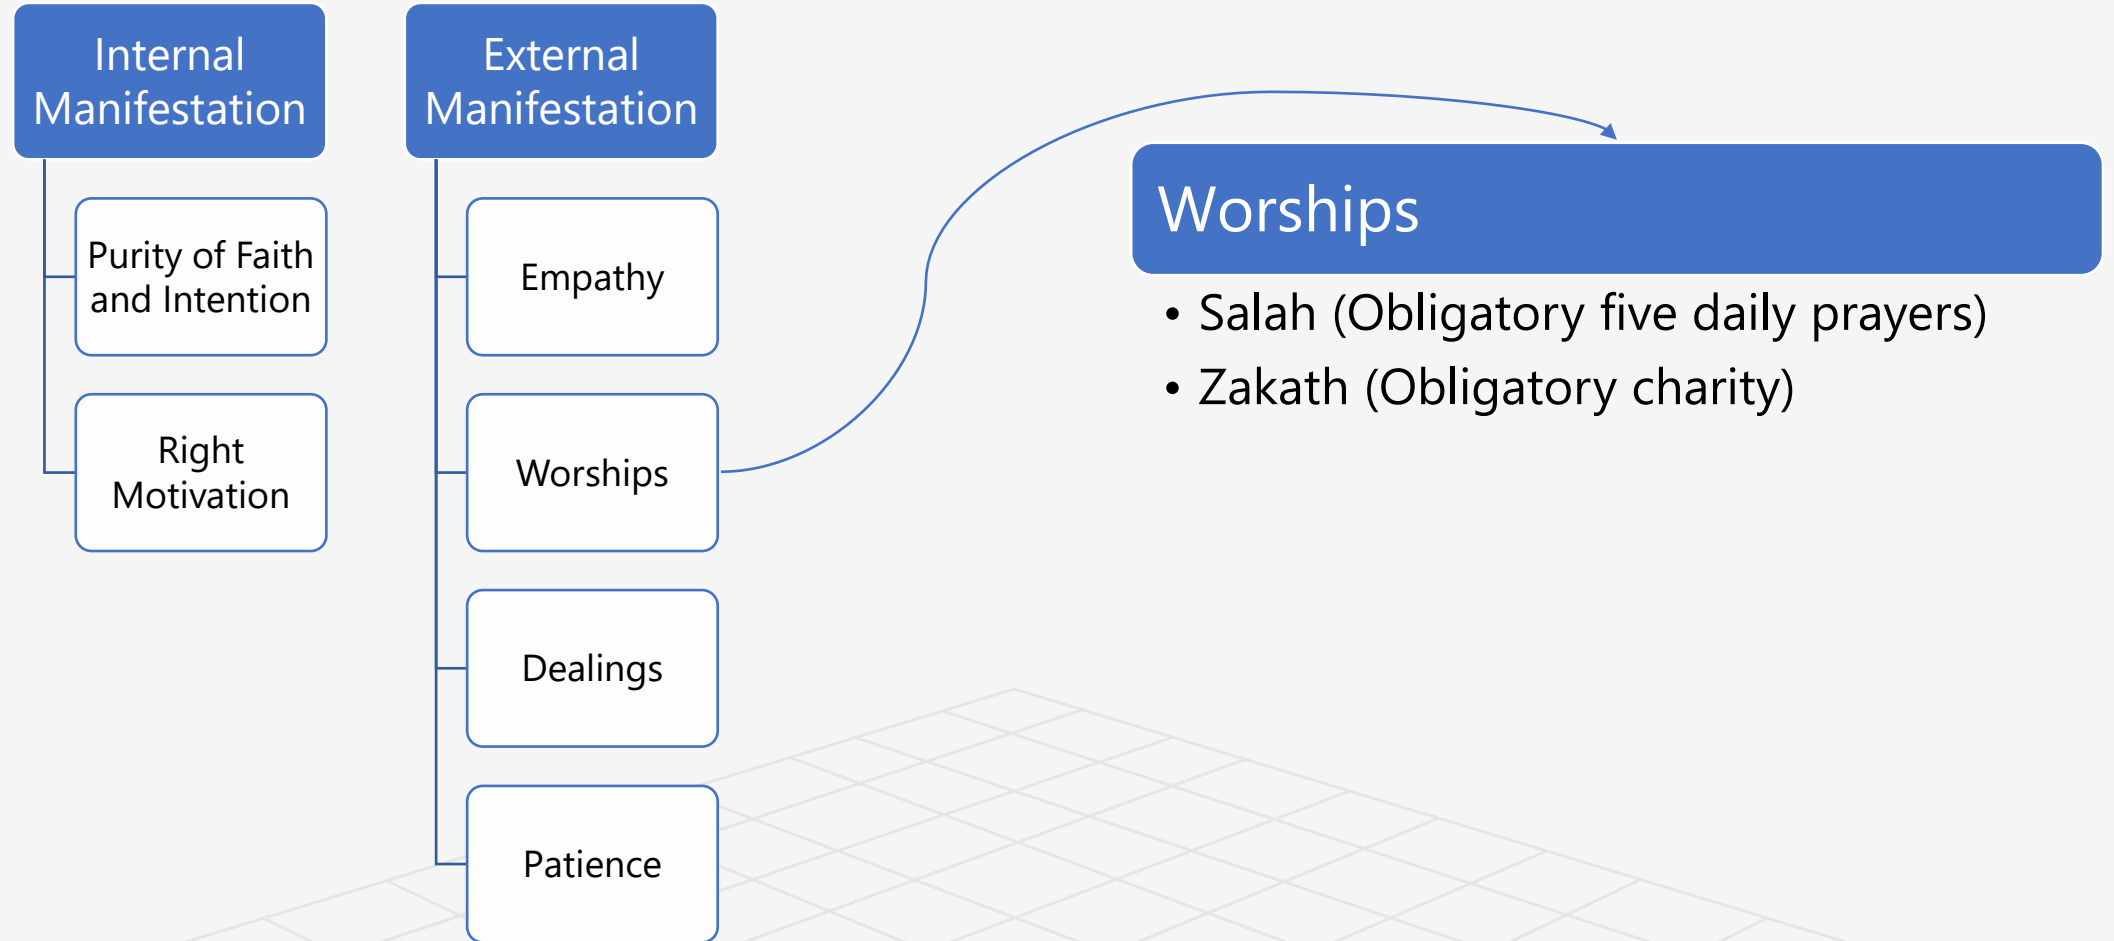 Internal
Manifestation
Purity of Faith
and Intention
Right
Motivation
External
Manifestation
Empathy
Worships
Dealings
Patience
Worships
• Salah (Obligatory five daily prayers)
• Zakath (Obligatory charity)